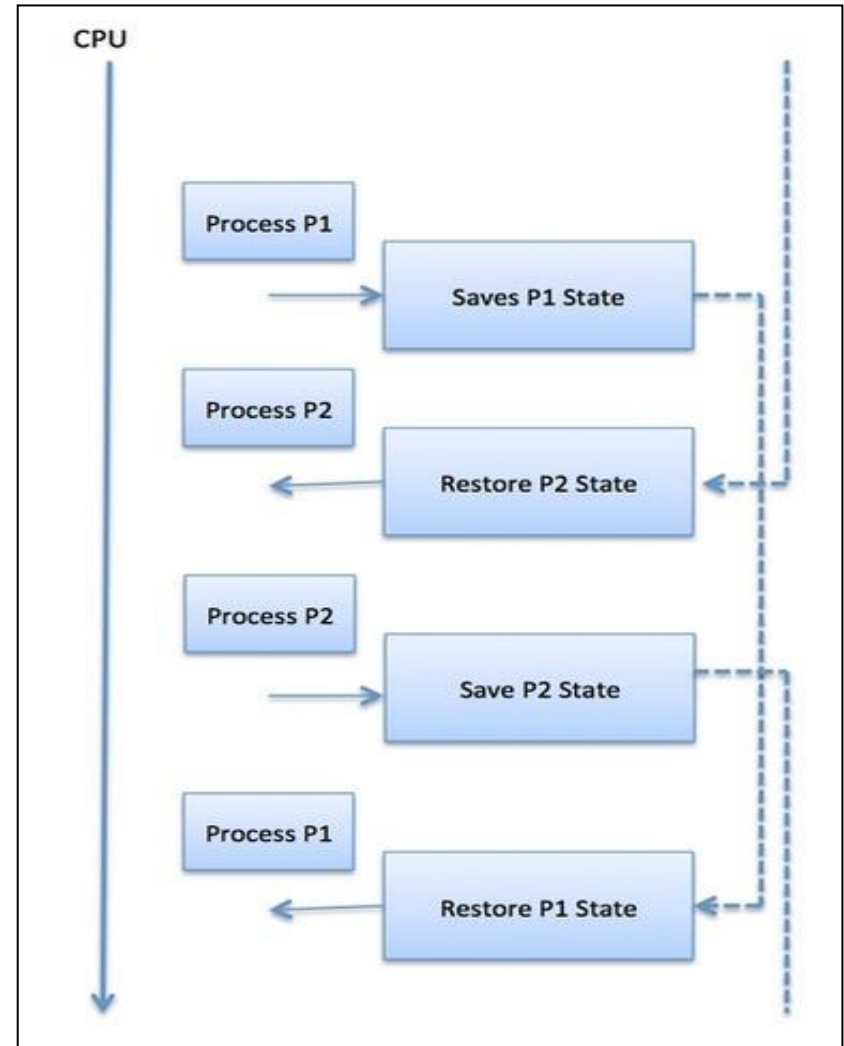 CPU
Process P1
Saves P1 State
Process P2
Restore P2 State
Process P2
Save P2 State
Process P1
Restore P1 State